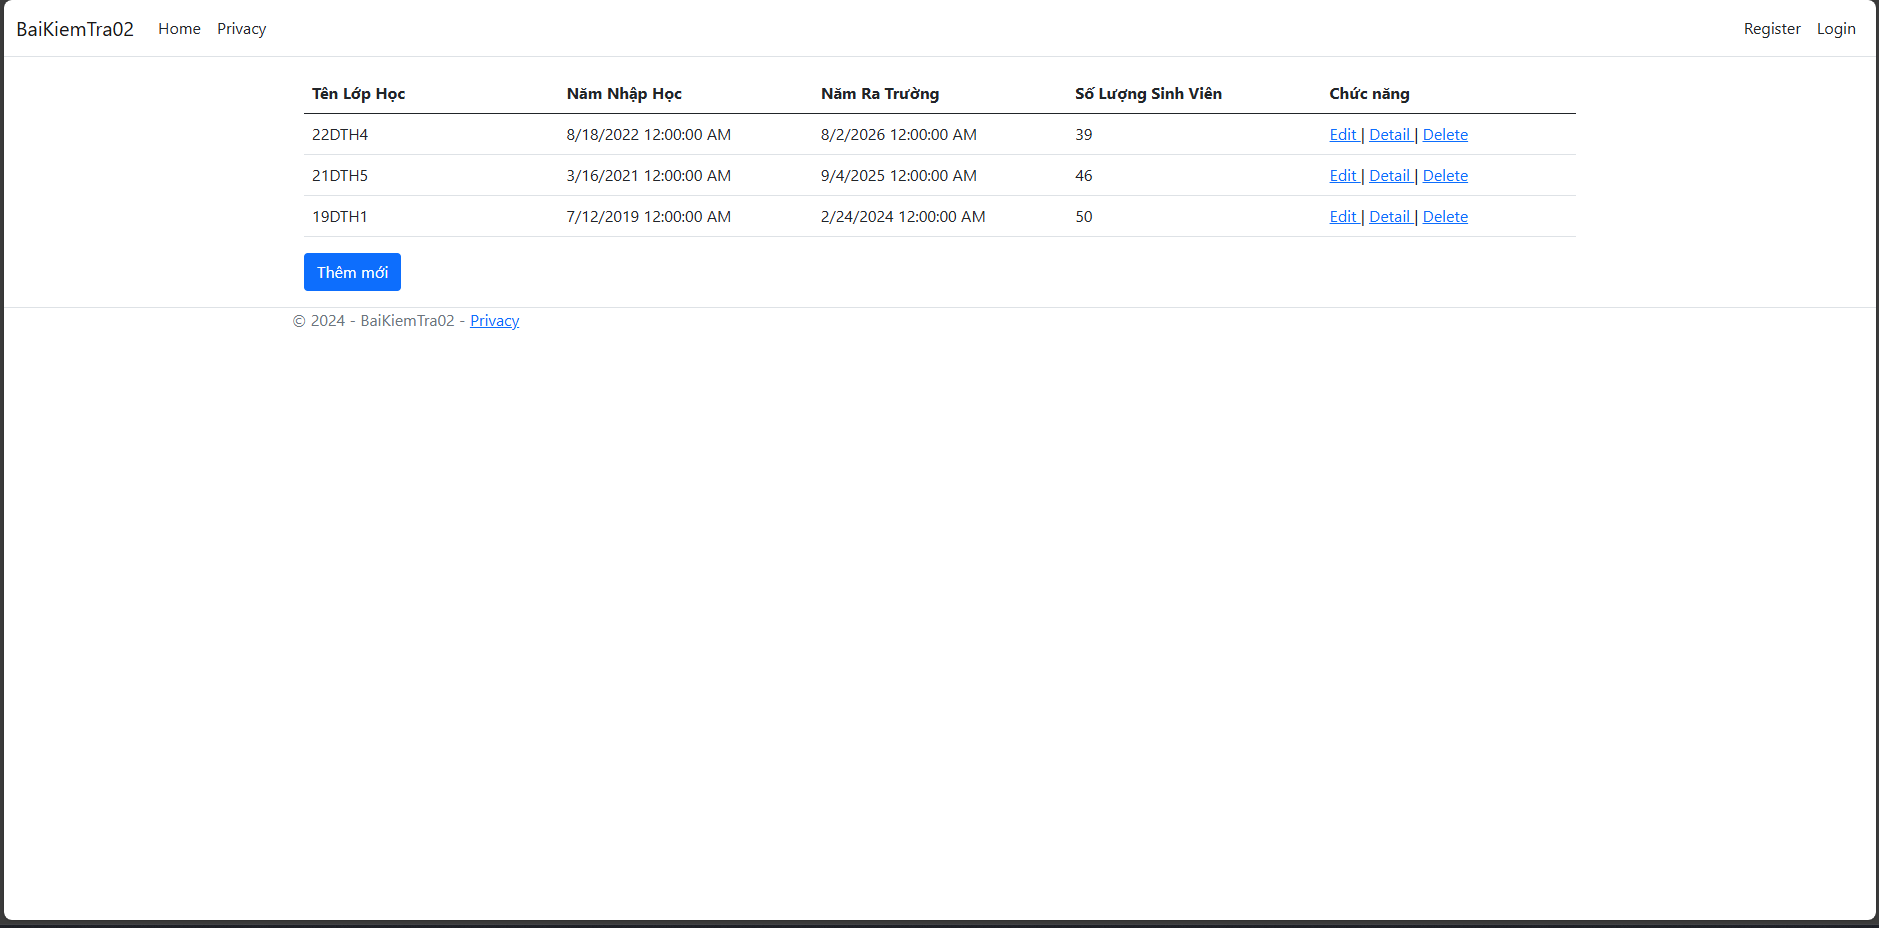 BaiKiemTra02 Home Privacy Register Login
Tên Lớp Học Năm Nhập Học Năm Ra Trường Số Lượng Sinh Viên Chức năng
22DTH4 8/18/2022 12:00:00 AM 8/2/2026 12:00:00 AM 39 Edit | Detail | Delete
21DTH5 3/16/2021 12:00:00 AM 9/4/2025 12:00:00 AM 46 Edit | Detail | Delete
19DTH1 7/12/2019 12:00:00 AM 2/24/2024 12:00:00 AM 50 Edit | Detail | Delete
Thêm mới
© 2024 - BaiKiemTra02 - Privacy